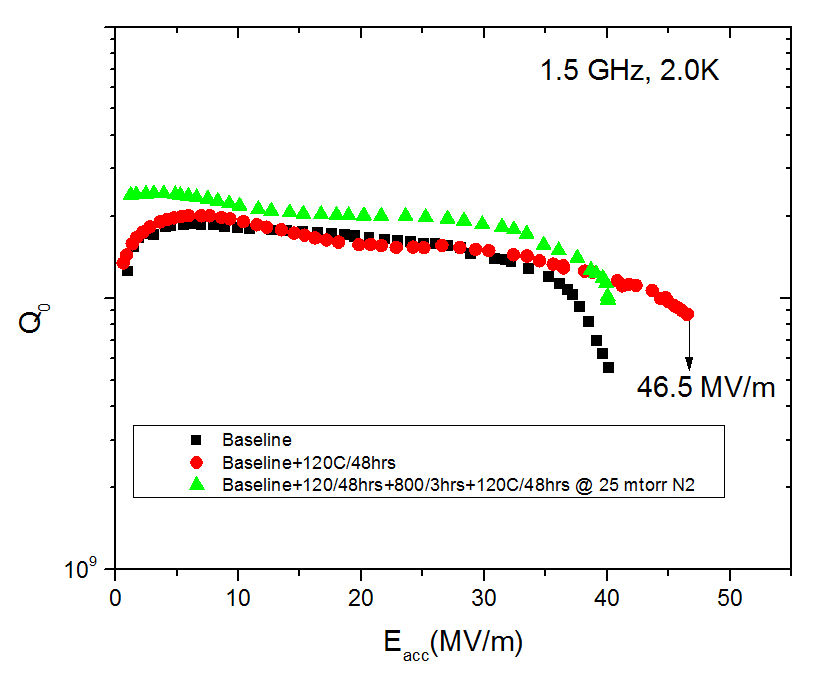 1.5 GHz, 2.0K
Q0
46.5 MV/m
Baseline
Baseline+120C/48hrs
Baseline+120/48hrs+800/3hrs+120C/48hrs @ 25 mtorr N2
10^9
0 10 20 30 40 50
Eacc(MV/m)